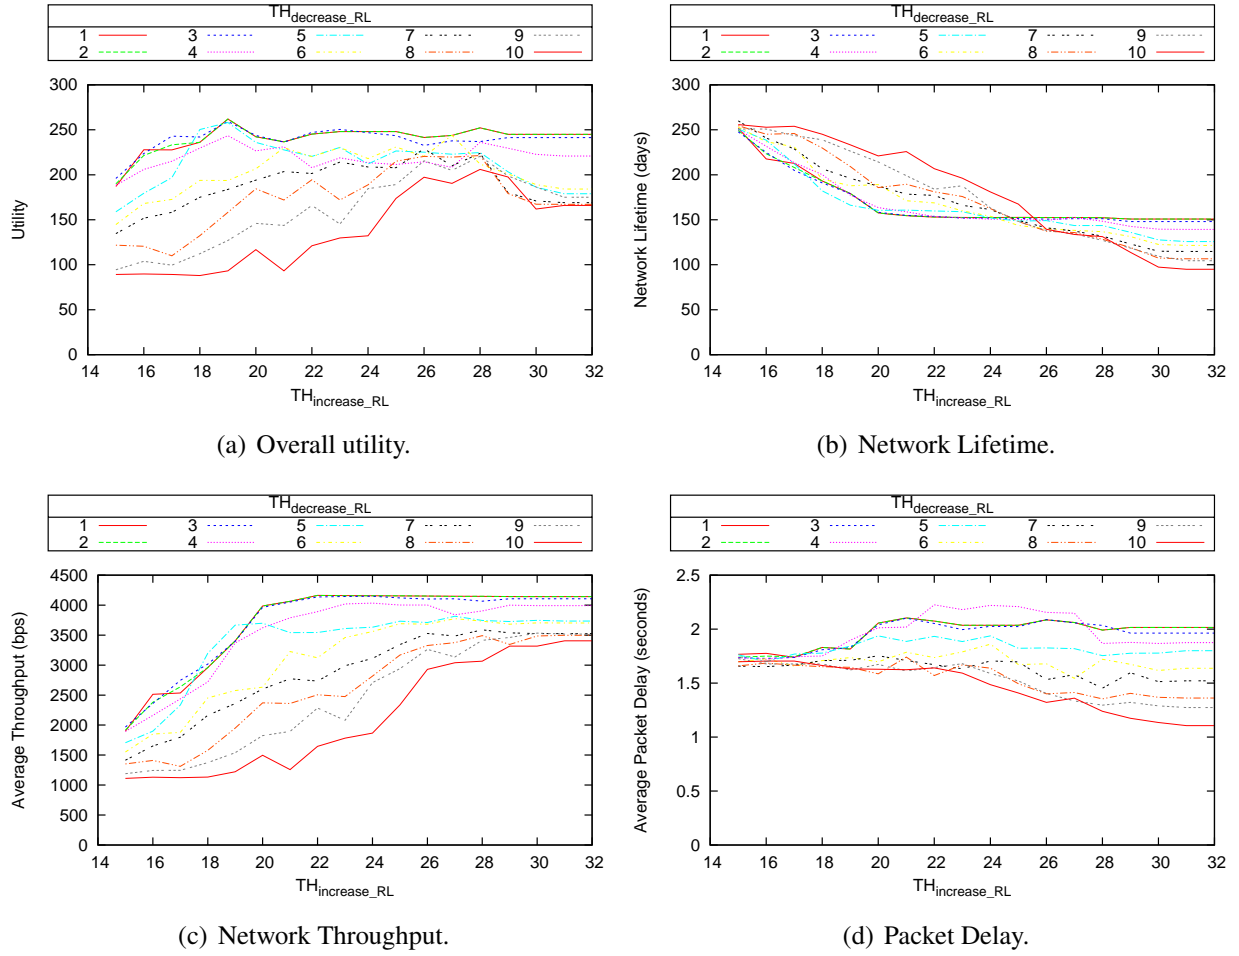 TH_decrease_RL
1 3 5 7 9
2 4 6 8 10
300
250
200
150
100
50
0
14 16 18 20 22 24 26 28 30 32
Utility
TH_increase_RL
(a) Overall utility.
TH_decrease_RL
1 3 5 7 9
2 4 6 8 10
300
250
200
150
100
50
0
14 16 18 20 22 24 26 28 30 32
Network Lifetime (days)
TH_increase_RL
(b) Network Lifetime.
TH_decrease_RL
1 3 5 7 9
2 4 6 8 10
4500
4000
3500
3000
2500
2000
1500
1000
500
0
14 16 18 20 22 24 26 28 30 32
Average Throughput (bps)
TH_increase_RL
(c) Network Throughput.
TH_decrease_RL
1 3 5 7 9
2 4 6 8 10
2.5
2
1.5
1
0.5
0
14 16 18 20 22 24 26 28 30 32
Average Packet Delay (seconds)
TH_increase_RL
(d) Packet Delay.